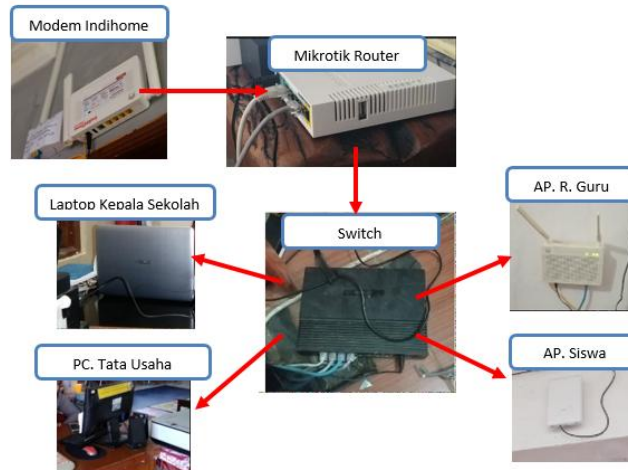 Modem Indihome
Mikrotik Router
Laptop Kepala Sekolah
Switch
AP. R. Guru
PC. Tata Usaha
AP. Siswa